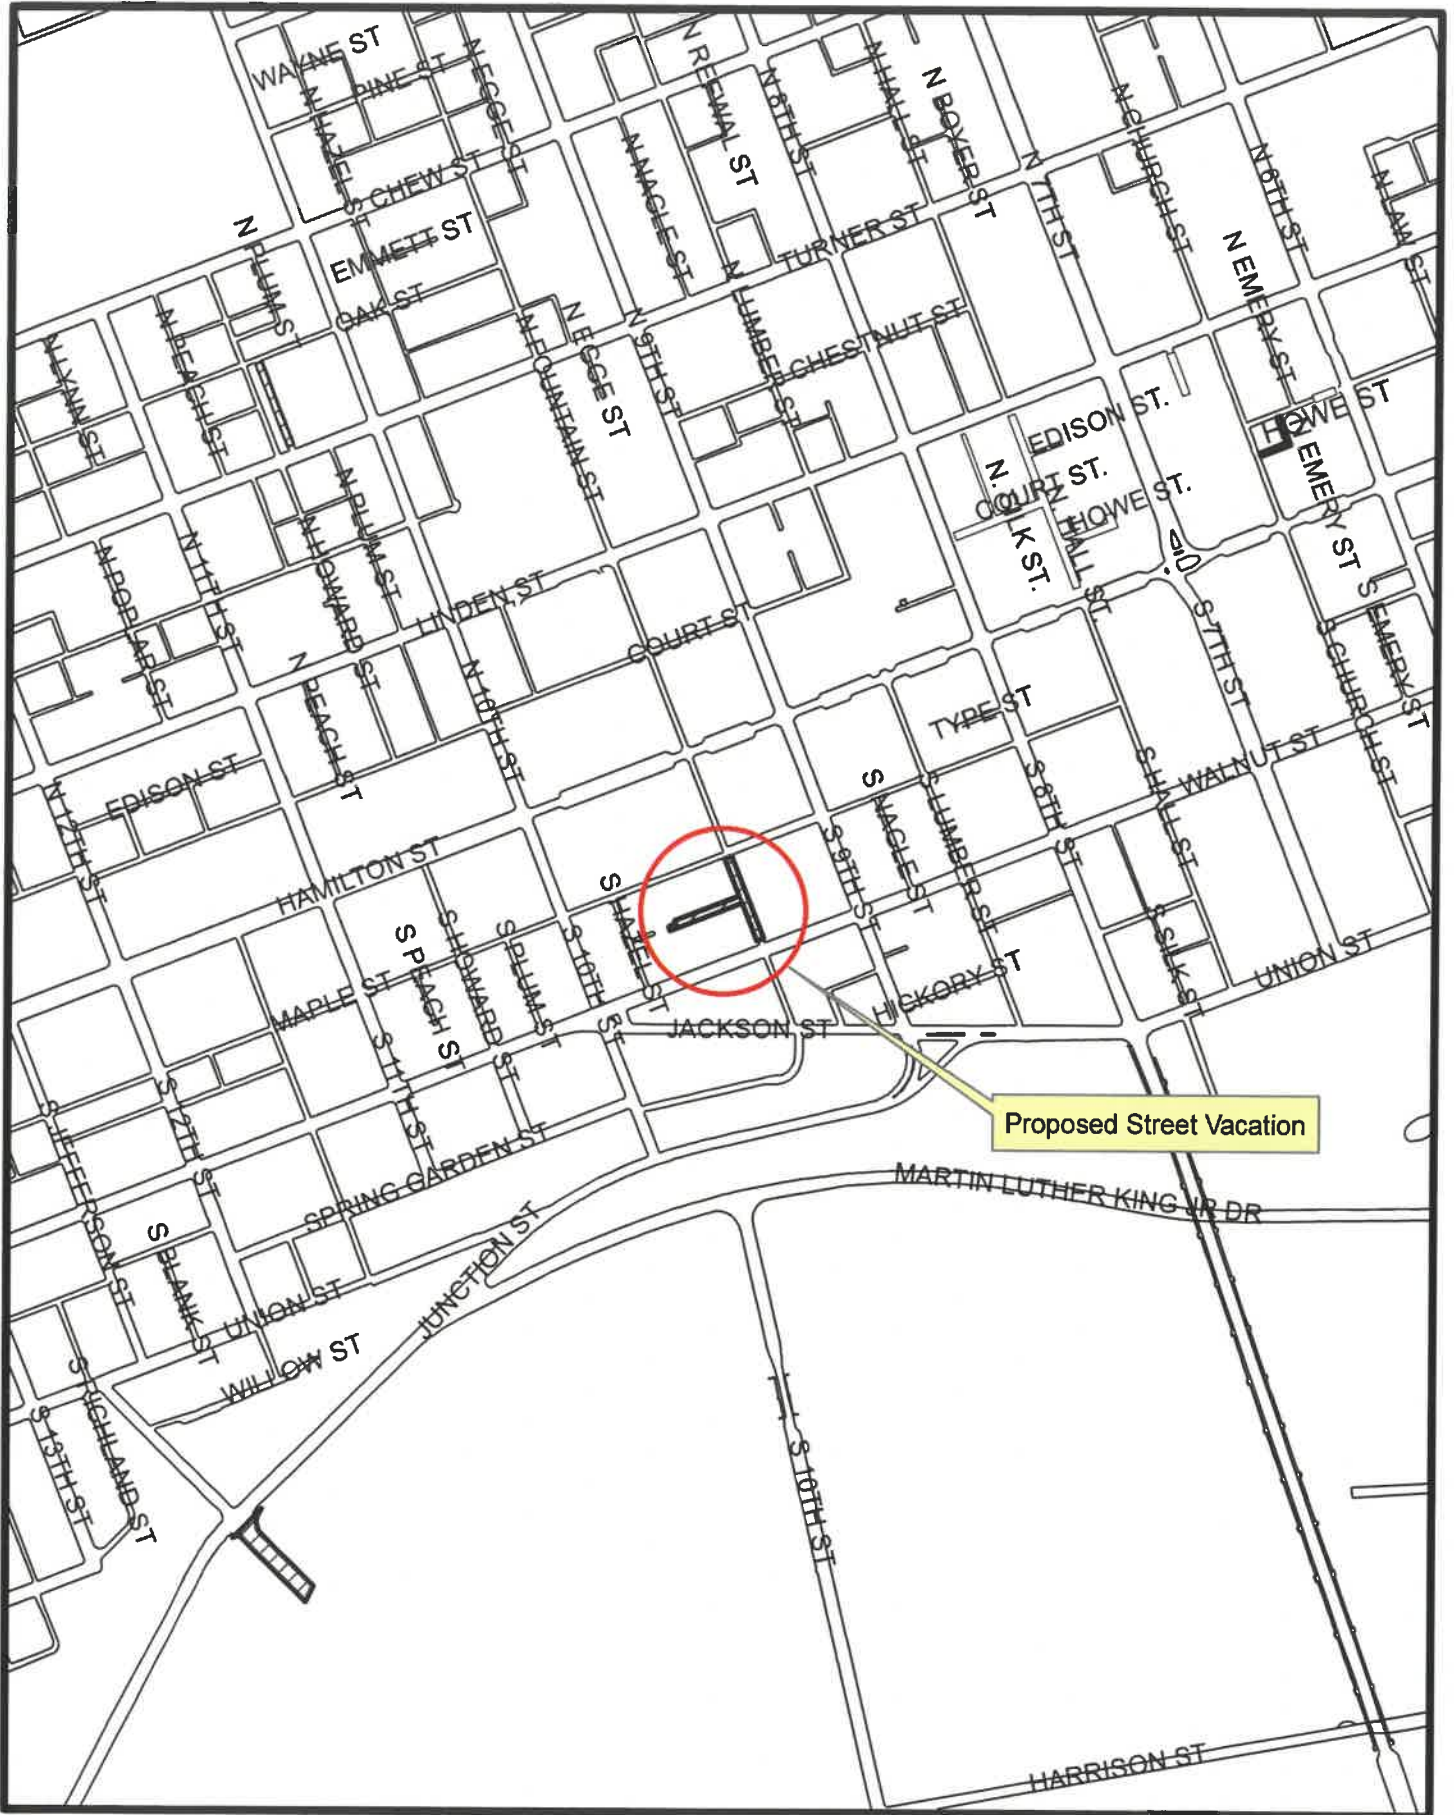 WAYNE ST
PINE ST
N HAZEL ST
N EGGE ST
CHEW ST
EMMETT ST
OAK ST
N PLUM ST
N REEWAL ST
N 8TH ST
N HALL ST
N BOYER ST
N NAGLE ST
TURNER ST
N 7TH ST
N CHURCH ST
N 6TH ST
N LAW ST
N EMERY ST
N LYNN ST
N PEACH ST
N FOUNTAIN ST
N EGGE ST
N 9TH ST
N LUMBER ST
CHESTNUT ST
EDISON ST.
HOWE ST
N EMERY ST
COURT ST.
HOWE ST.
N. SILK ST.
N. HALL ST.
N POPLAR ST
N 11TH ST
N HOWARD ST
N PLUM ST
LINDEN ST
COURT ST
N PEACH ST
N 10TH ST
S 7TH ST
S CHURCH ST
S EMERY ST
TYPE ST
WALNUT ST
EDISON ST
N 12TH ST
HAMILTON ST
S NAGLE ST
S LUMBER ST
S 8TH ST
S HALL ST
S 9TH ST
S HAZEL ST
S PEACH ST
S HOWARD ST
S PLUM ST
S 10TH ST
MAPLE ST
HICKORY ST
S SILK ST
UNION ST
JACKSON ST
S 11TH ST
S 12TH ST
S JEFFERSON ST
Proposed Street Vacation
SPRING GARDEN ST
MARTIN LUTHER KING JR DR
S BLANK ST
JUNCTION ST
UNION ST
WILLOW ST
S HIGHLAND ST
S 13TH ST
S 10TH ST
HARRISON ST